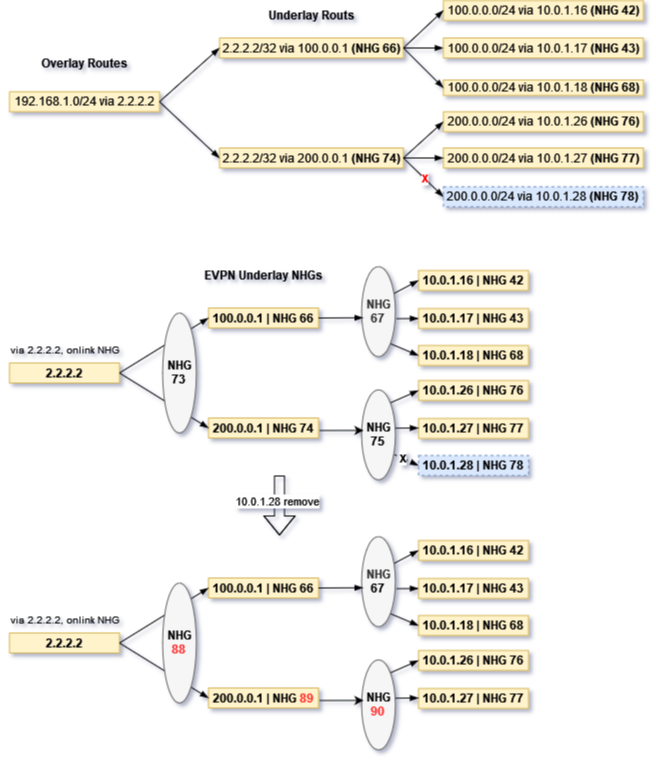 Underlay Routs
100.0.0.0/24 via 10.0.1.16 (NHG 42)
2.2.2.2/32 via 100.0.0.1 (NHG 66)
100.0.0.0/24 via 10.0.1.17 (NHG 43)
Overlay Routes
100.0.0.0/24 via 10.0.1.18 (NHG 68)
192.168.1.0/24 via 2.2.2.2
200.0.0.0/24 via 10.0.1.26 (NHG 76)
2.2.2.2/32 via 200.0.0.1 (NHG 74)
200.0.0.0/24 via 10.0.1.27 (NHG 77)
X
200.0.0.0/24 via 10.0.1.28 (NHG 78)
EVPN Underlay NHGs
10.0.1.16 | NHG 42
100.0.0.1 | NHG 66
NHG
67
10.0.1.17 | NHG 43
via 2.2.2.2, onlink NHG
10.0.1.18 | NHG 68
2.2.2.2
NHG
73
10.0.1.26 | NHG 76
200.0.0.1 | NHG 74
NHG
75
10.0.1.27 | NHG 77
X
10.0.1.28 | NHG 78
10.0.1.28 remove
10.0.1.16 | NHG 42
100.0.0.1 | NHG 66
NHG
67
10.0.1.17 | NHG 43
via 2.2.2.2, onlink NHG
10.0.1.18 | NHG 68
2.2.2.2
NHG
88
10.0.1.26 | NHG 76
200.0.0.1 | NHG 89
NHG
90
10.0.1.27 | NHG 77